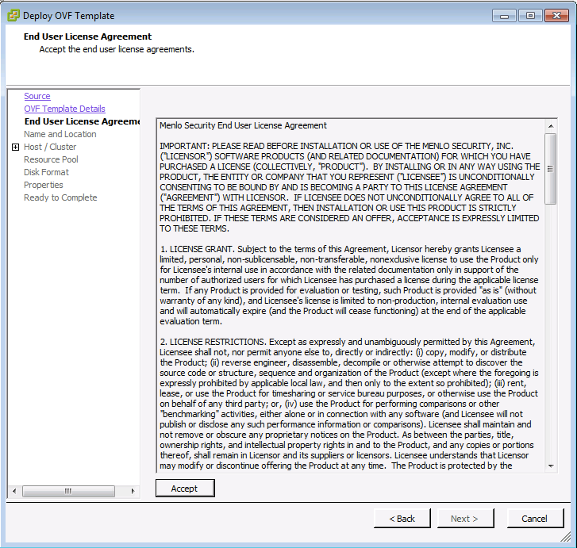 Deploy OVF Template
End User License Agreement
Accept the end user license agreements.
Source
OVF Template Details
End User License Agreeme
Name and Location
Host / Cluster
Resource Pool
Disk Format
Properties
Ready to Complete
Menlo Security End User License Agreement
IMPORTANT: PLEASE READ BEFORE INSTALLATION OR USE OF THE MENLO SECURITY, INC.
("LICENSOR") SOFTWARE PRODUCTS (AND RELATED DOCUMENTATION) FOR WHICH YOU HAVE
PURCHASED A LICENSE (COLLECTIVELY, "PRODUCT"). BY INSTALLING OR IN ANY WAY USING THE
PRODUCT, THE ENTITY OR COMPANY THAT YOU REPRESENT ("LICENSEE") IS UNCONDITIONALLY
CONSENTING TO BE BOUND BY AND IS BECOMING A PARTY TO THIS LICENSE AGREEMENT
("AGREEMENT") WITH LICENSOR. IF LICENSEE DOES NOT UNCONDITIONALLY AGREE TO ALL OF
THE TERMS OF THIS AGREEMENT, THEN INSTALLATION OR USE THIS PRODUCT IS STRICTLY
PROHIBITED. IF THESE TERMS ARE CONSIDERED AN OFFER, ACCEPTANCE IS EXPRESSLY LIMITED
TO THESE TERMS.
1. LICENSE GRANT. Subject to the terms of this Agreement, Licensor hereby grants Licensee a
limited, personal, non-sublicensable, non-transferable, nonexclusive license to use the Product only
for Licensee's internal use in accordance with the related documentation only in support of the
number of authorized users for which Licensee has purchased a license during the applicable license
term. If any Product is provided for evaluation or testing, such Product is provided "as is" (without
warranty of any kind), and Licensee's license is limited to non-production, internal evaluation use
and will automatically expire (and the Product will cease functioning) at the end of the applicable
evaluation term.
2. LICENSE RESTRICTIONS. Except as expressly and unambiguously permitted by this Agreement,
Licensee shall not, nor permit anyone else to, directly or indirectly: (i) copy, modify, or distribute
the Product; (ii) reverse engineer, disassemble, decompile or otherwise attempt to discover the
source code or structure, sequence and organization of the Product (except where the foregoing is
expressly prohibited by applicable local law, and then only to the extent so prohibited); (iii) rent,
lease, or use the Product for timesharing or service bureau purposes, or otherwise use the Product
on behalf of any third party; or, (iv) use the Product for performing comparisons or other
"benchmarking" activities, either alone or in connection with any software (and Licensee will not
publish or disclose any such performance information or comparisons). Licensee shall maintain and
not remove or obscure any proprietary notices on the Product. As between the parties, title,
ownership rights, and intellectual property rights in and to the Product, and any copies or portions
thereof, shall remain in Licensor and its suppliers or licensors. Licensee understands that Licensor
may modify or discontinue offering the Product at any time. The Product is protected by the
Accept
< Back
Next >
Cancel